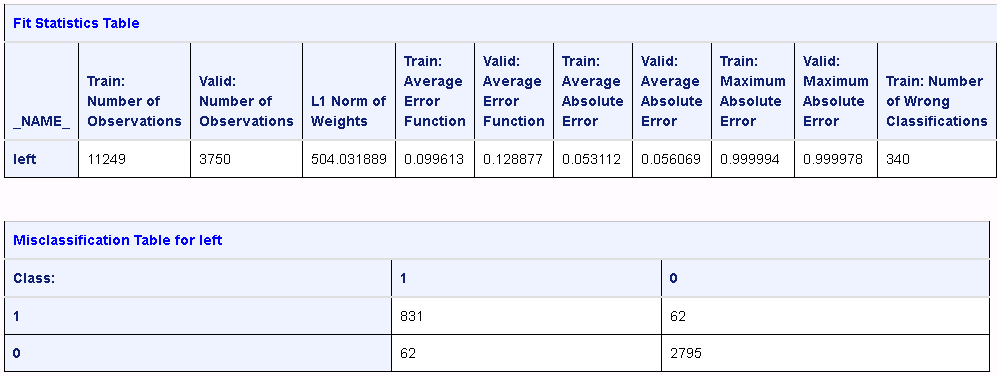 Fit Statistics Table
_NAME_ Train: Number of Observations Valid: Number of Observations L1 Norm of Weights Train: Average Error Function Valid: Average Error Function Train: Average Absolute Error Valid: Average Absolute Error Train: Maximum Absolute Error Valid: Maximum Absolute Error Train: Number of Wrong Classifications
left 11249 3750 504.031889 0.099613 0.128877 0.053112 0.056069 0.999994 0.999978 340
Misclassification Table for left
Class: 1 0
1 831 62
0 62 2795